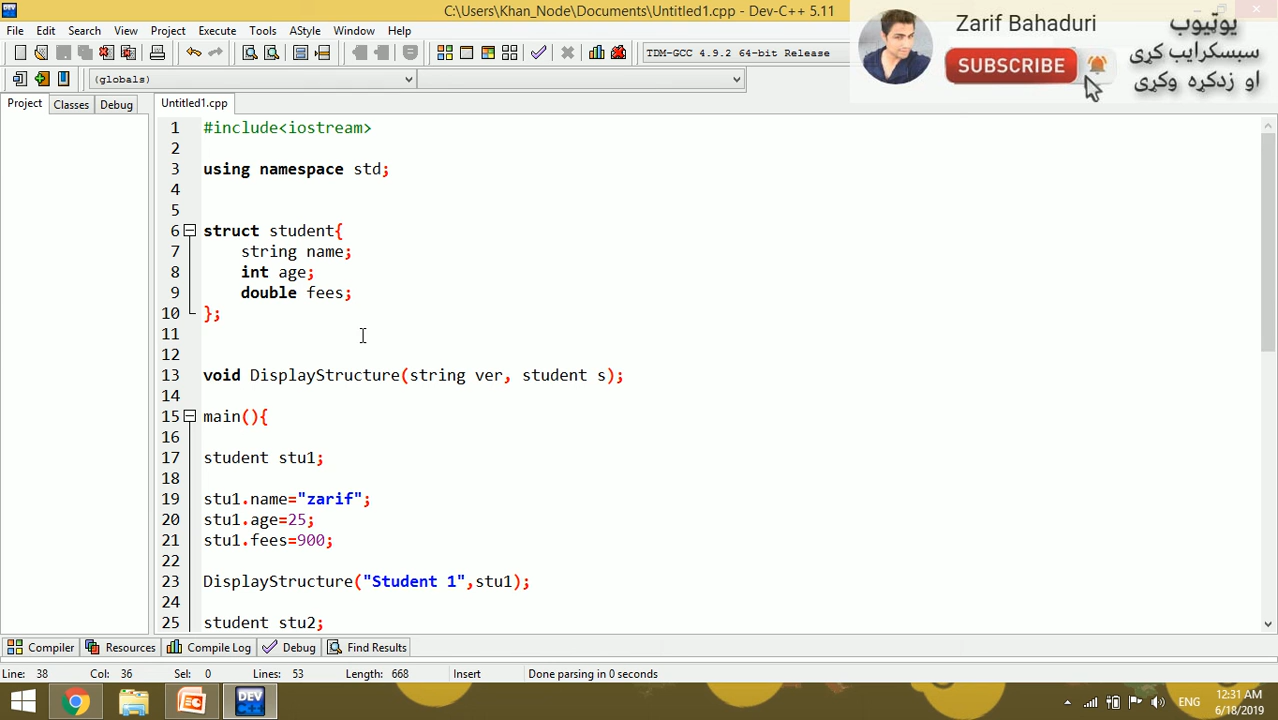 C:\Users\Khan_Node\Documents\Untitled1.cpp - Dev-C++ 5.11
File Edit Search View Project Execute Tools AStyle Window Help
TDM-GCC 4.9.2 64-bit Release
(globals)
Zarif Bahaduri
SUBSCRIBE
یوټیوب
سبسکرایب کړی
او زدکړه وکړی
Project Classes Debug
Untitled1.cpp
1 #include<iostream>
2
3 using namespace std;
4
5
6 struct student{
7 string name;
8 int age;
9 double fees;
10 };
11
12
13 void DisplayStructure(string ver, student s);
14
15 main(){
16
17 student stu1;
18
19 stu1.name="zarif";
20 stu1.age=25;
21 stu1.fees=900;
22
23 DisplayStructure("Student 1",stu1);
24
25 student stu2;
Compiler Resources Compile Log Debug Find Results
Line: 38 Col: 36 Sel: 0 Lines: 53 Length: 668 Insert Done parsing in 0 seconds
DEV C++
ENG
12:31 AM
6/18/2019